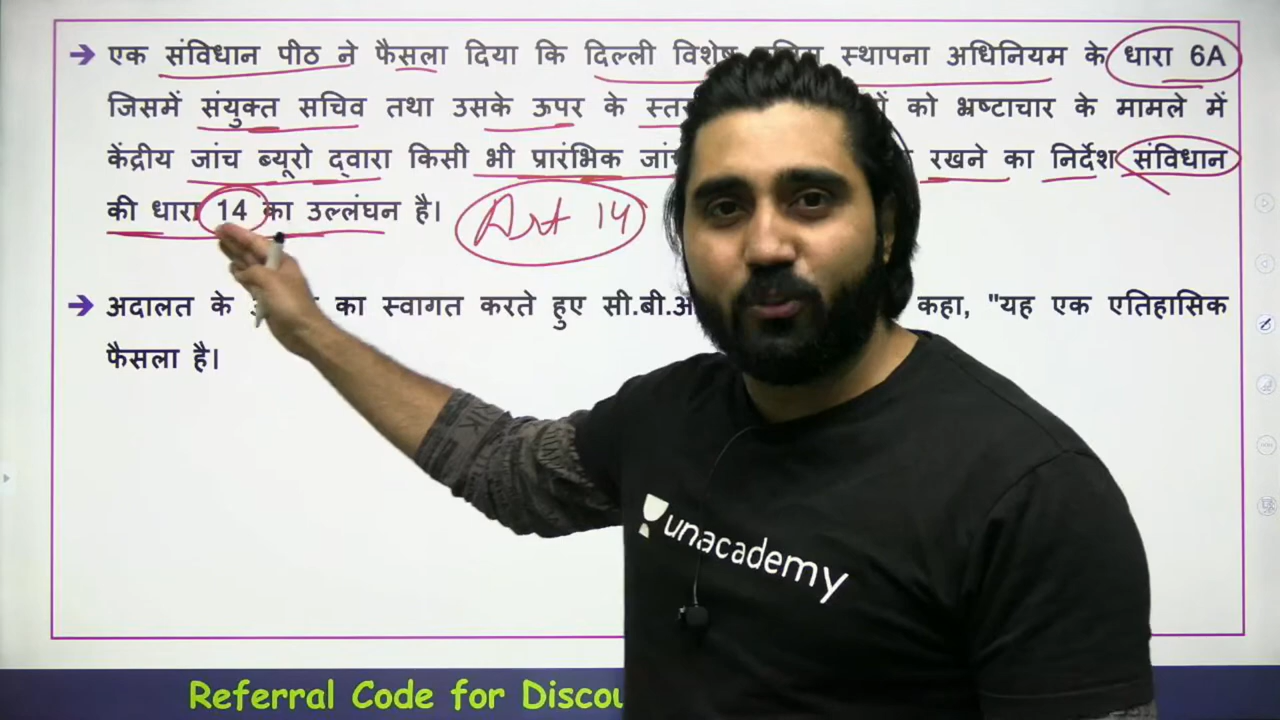 एक संविधान पीठ ने फैसला दिया कि दिल्ली विशेष स्थापना अधिनियम के धारा 6A
जिसमें संयुक्त सचिव तथा उसके ऊपर के को भ्रष्टाचार के मामले में
केंद्रीय जांच ब्यूरो द्वारा किसी भी प्रारंभिक रखने का निर्देश संविधान
की धारा 14 का उल्लंघन है। Art 14
अदालत के का स्वागत करते हुए कहा, "यह एक एतिहासिक
फैसला है।
unacademy
Referral Code for